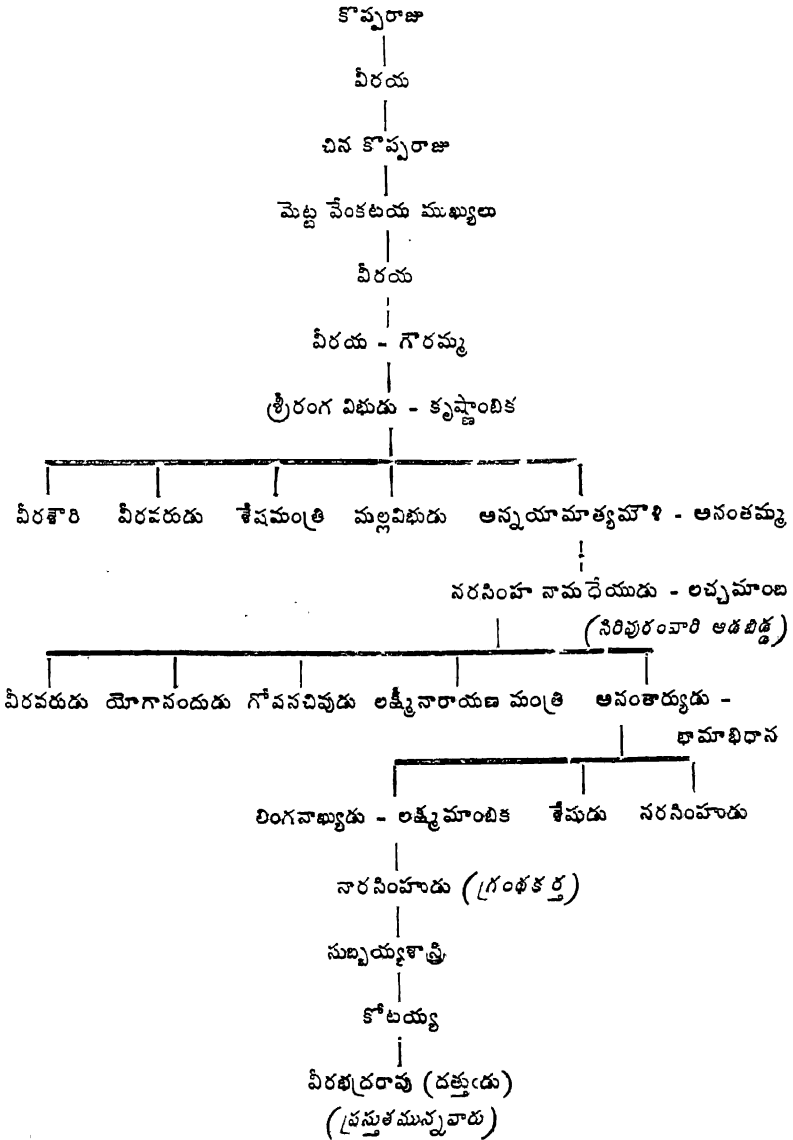 కొప్పరాజు
వీరయ
చిన కొప్పరాజు
మెట్ట వేంకటయ ముఖ్యులు
వీరయ
వీరయ - గౌరమ్మ
శ్రీరంగ విభుడు - కృష్ణాంబిక
వీరశౌరి వీరవరుడు శేషమంత్రి మల్లవిభుడు అన్నయామాత్యమౌళి - అనంతమ్మ
నరసింహ నామధేయుడు - లచ్చమాంబ
(సిరిపురంవారి ఆడబిడ్డ)
వీరవరుడు యోగానందుడు గోపసచివుడు లక్ష్మీనారాయణ మంత్రి అనంతార్యుడు -
భామాభిధాన
లింగనాఖ్యుడు - లక్ష్మమాంబిక శేషుడు నరసింహుడు
నారసింహుడు (గ్రంథకర్త)
సుబ్బయ్యశాస్త్రి
కోటయ్య
వీరభద్రరావు (దత్తుఁడు)
(ప్రస్తుతమున్నవారు)